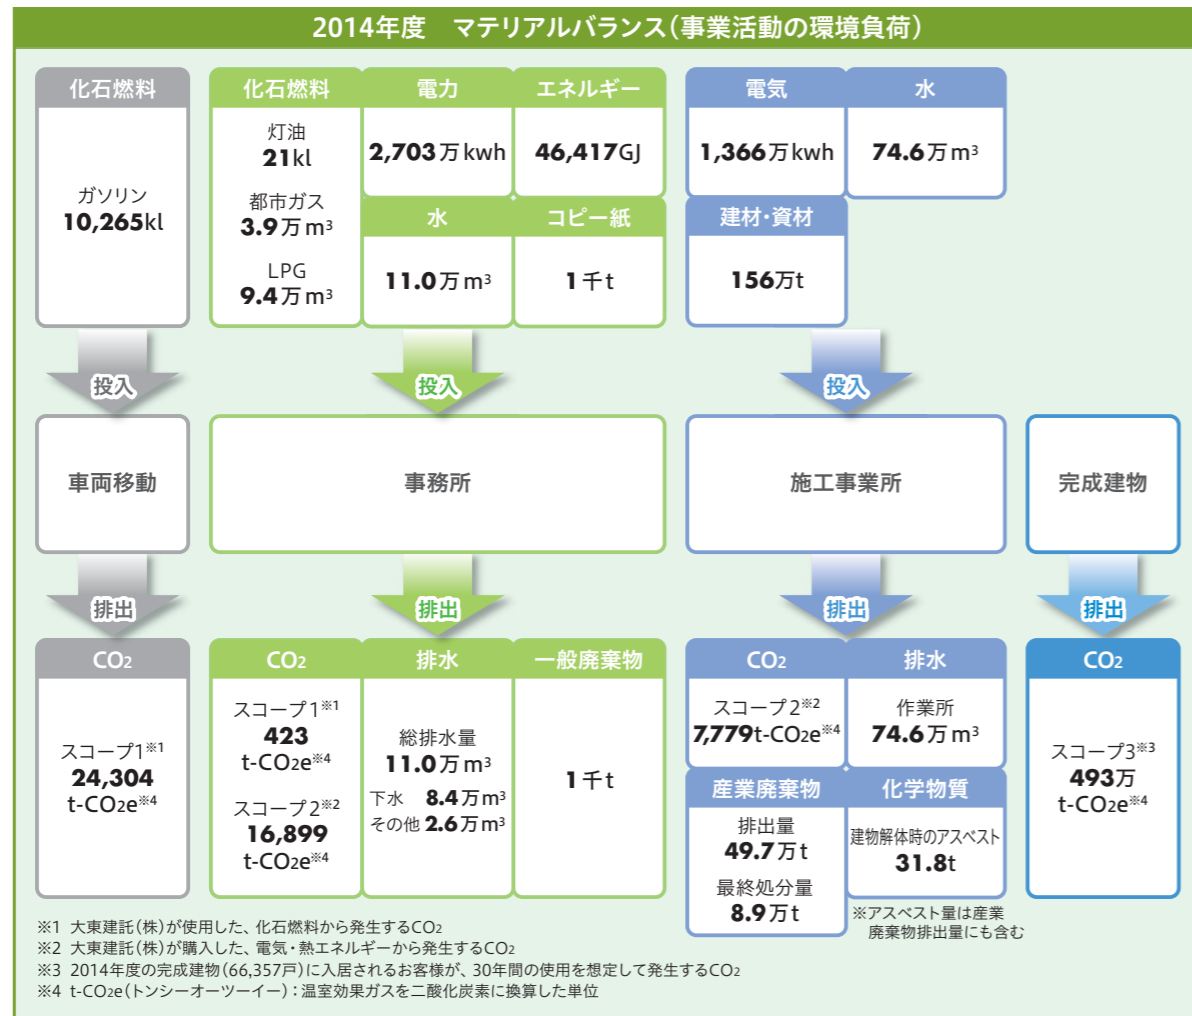 2014年度　マテリアルバランス（事業活動の環境負荷）
化石燃料
ガソリン
10,265kl
化石燃料
灯油
21kl
都市ガス
3.9万m³
LPG
9.4万m³
電力
2,703万kwh
エネルギー
46,417GJ
水
11.0万m³
コピー紙
1千t
電気
1,366万kwh
水
74.6万m³
建材・資材
156万t
投入
投入
投入
車両移動
事務所
施工事業所
完成建物
排出
排出
排出
排出
CO₂
スコープ1※1
24,304
t-CO₂e※4
CO₂
スコープ1※1
423
t-CO₂e※4
スコープ2※2
16,899
t-CO₂e※4
排水
総排水量
11.0万m³
下水　8.4万m³
その他 2.6万m³
一般廃棄物
1千t
CO₂
スコープ2※2
7,779t-CO₂e※4
排水
作業所
74.6万m³
産業廃棄物
排出量
49.7万t
最終処分量
8.9万t
化学物質
建物解体時のアスベスト
31.8t
※アスベスト量は産業
廃棄物排出量にも含む
CO₂
スコープ3※3
493万
t-CO₂e※4
※1 大東建託（株）が使用した、化石燃料から発生するCO₂
※2 大東建託（株）が購入した、電気・熱エネルギーから発生するCO₂
※3 2014年度の完成建物（66,357戸）に入居されるお客様が、30年間の使用を想定して発生するCO₂
※4 t-CO₂e（トンシーオーツーイー）：温室効果ガスを二酸化炭素に換算した単位